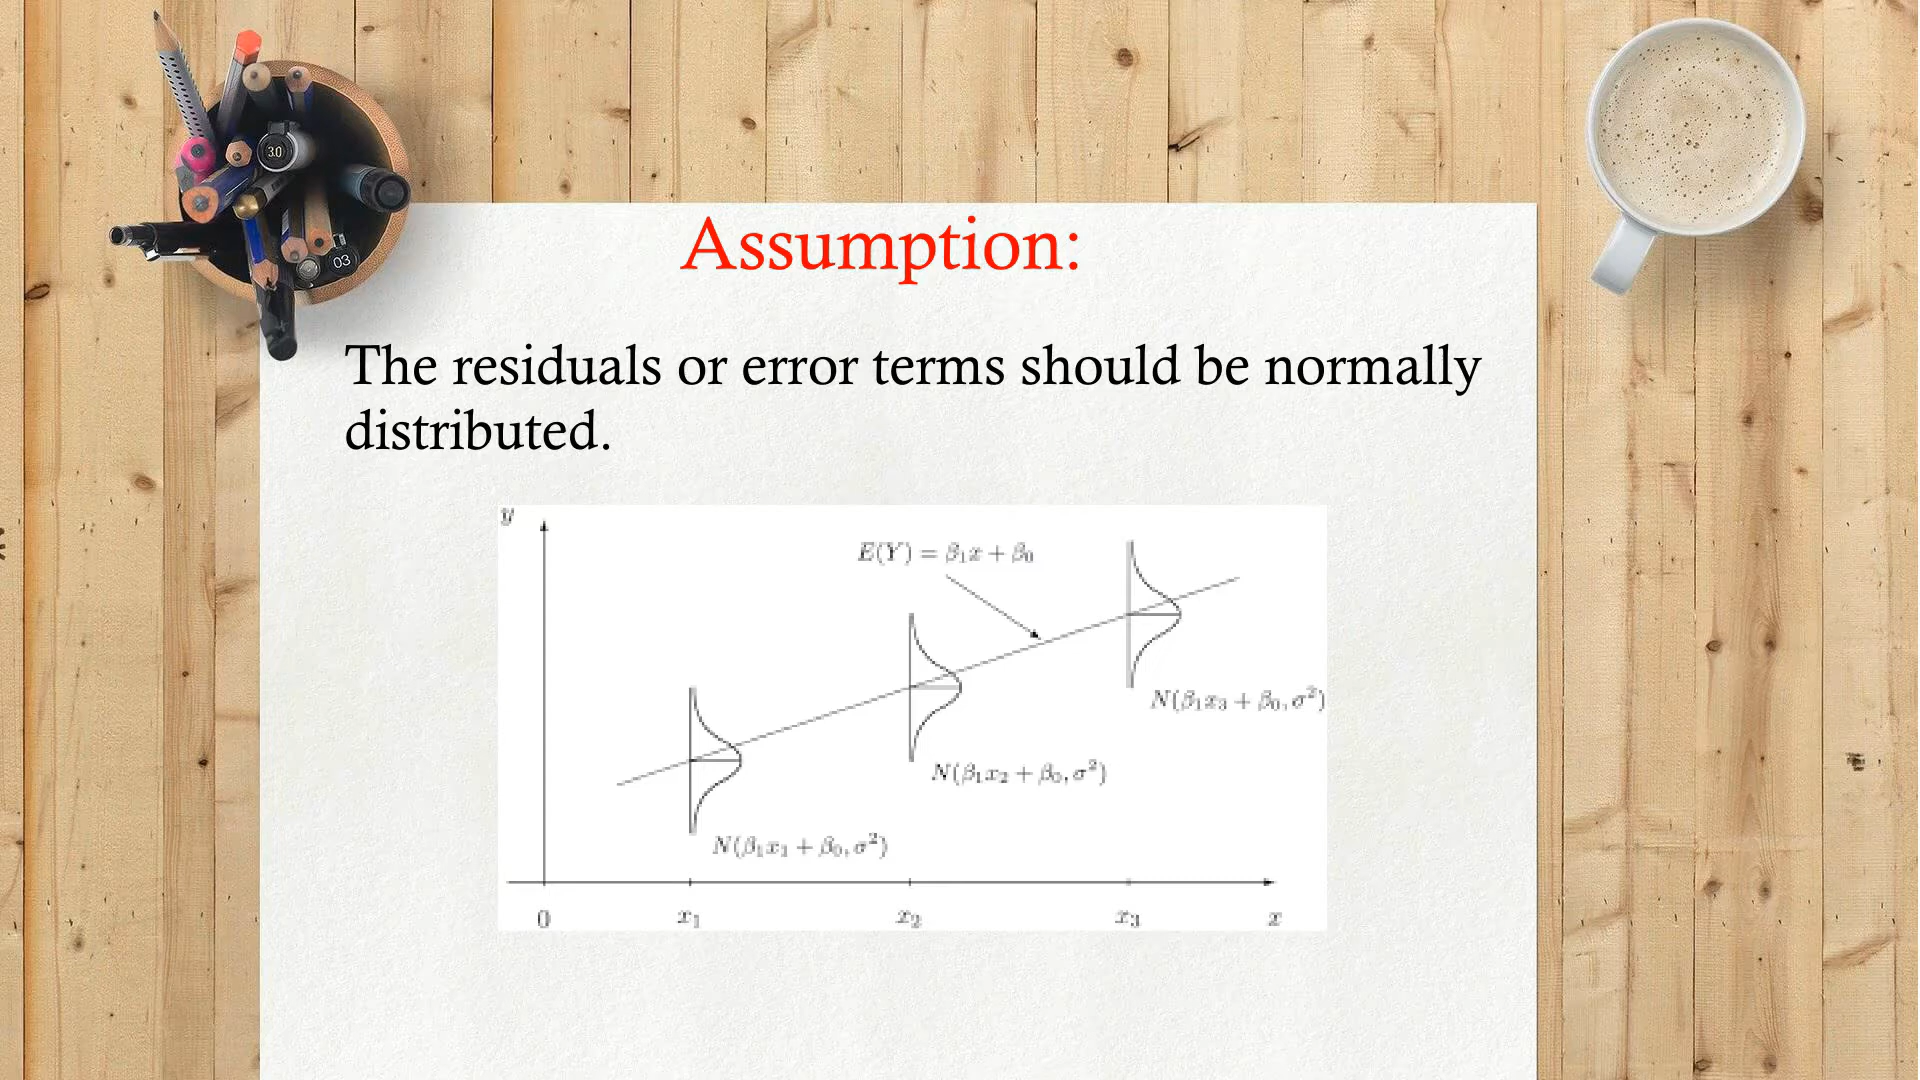 3.0
03
Assumption:
The residuals or error terms should be normally
distributed.
y
E(Y) = β₁x + β₀
N(β₁x₃ + β₀, σ²)
N(β₁x₂ + β₀, σ²)
N(β₁x₁ + β₀, σ²)
0 x₁ x₂ x₃ x